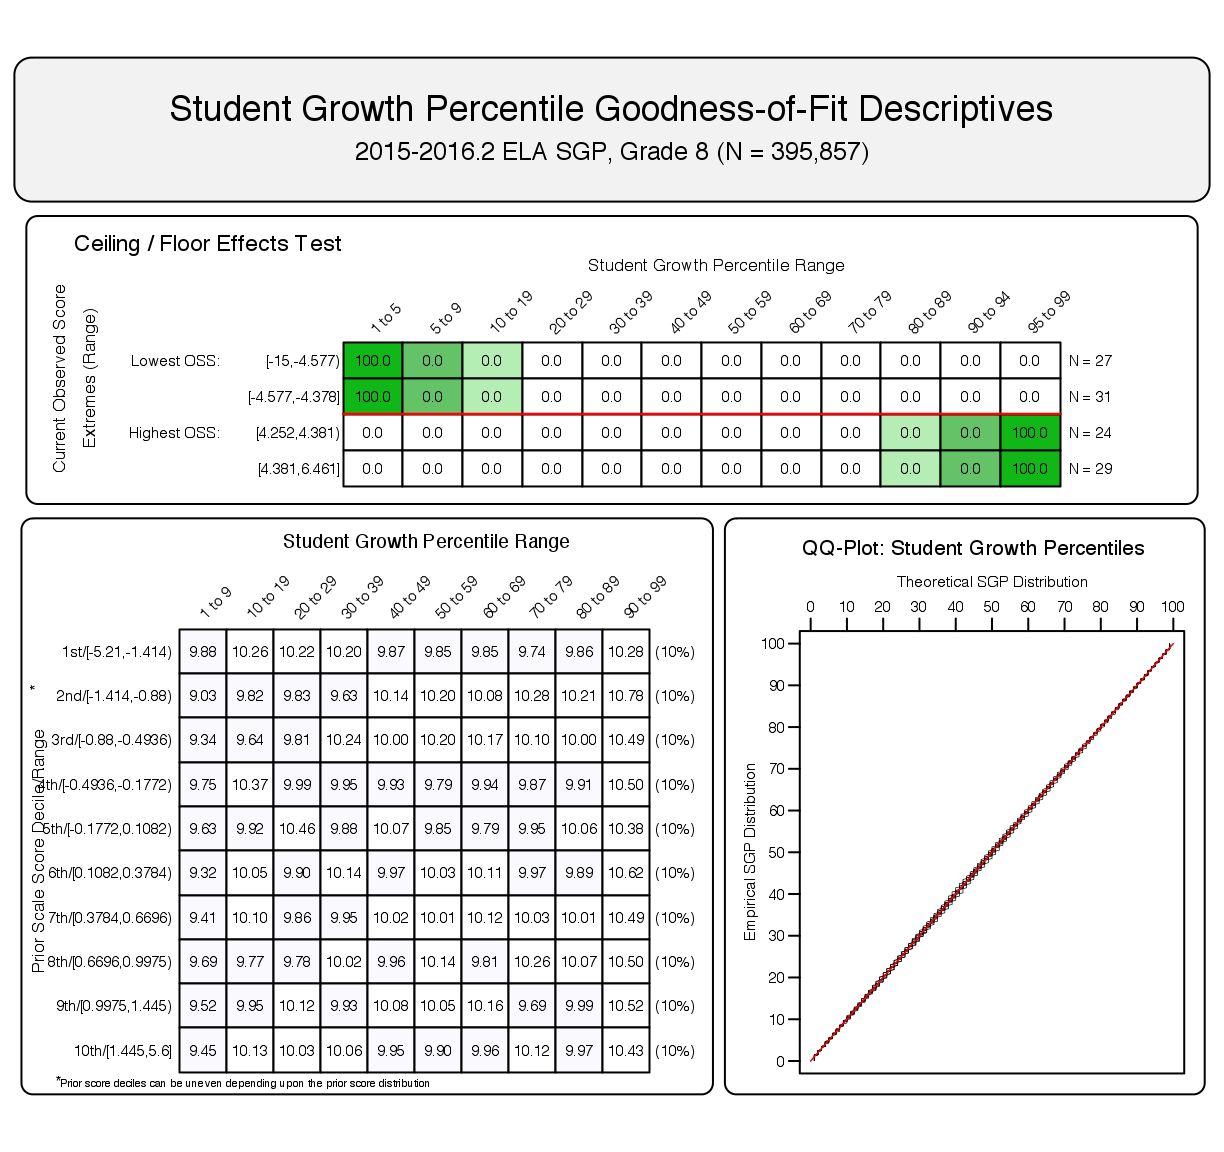 Student Growth Percentile Goodness-of-Fit Descriptives
2015-2016.2 ELA SGP, Grade 8 (N = 395,857)
Ceiling / Floor Effects Test
Student Growth Percentile Range
1 to 5 5 to 9 10 to 19 20 to 29 30 to 39 40 to 49 50 to 59 60 to 69 70 to 79 80 to 89 90 to 94 95 to 99
Current Observed Score
Extremes (Range)
Lowest OSS: [-15,-4.577) 100.0 0.0 0.0 0.0 0.0 0.0 0.0 0.0 0.0 0.0 0.0 0.0 N = 27
[-4.577,-4.378] 100.0 0.0 0.0 0.0 0.0 0.0 0.0 0.0 0.0 0.0 0.0 0.0 N = 31
Highest OSS: [4.252,4.381) 0.0 0.0 0.0 0.0 0.0 0.0 0.0 0.0 0.0 0.0 0.0 100.0 N = 24
[4.381,6.461] 0.0 0.0 0.0 0.0 0.0 0.0 0.0 0.0 0.0 0.0 0.0 100.0 N = 29
Student Growth Percentile Range
1 to 9 10 to 19 20 to 29 30 to 39 40 to 49 50 to 59 60 to 69 70 to 79 80 to 89 90 to 99
* Prior Scale Score Decile/Range
1st/[-5.21,-1.414) 9.88 10.26 10.22 10.20 9.87 9.85 9.85 9.74 9.86 10.28 (10%)
2nd/[-1.414,-0.88) 9.03 9.82 9.83 9.63 10.14 10.20 10.08 10.28 10.21 10.78 (10%)
3rd/[-0.88,-0.4936) 9.34 9.64 9.81 10.24 10.00 10.20 10.17 10.10 10.00 10.49 (10%)
4th/[-0.4936,-0.1772) 9.75 10.37 9.99 9.95 9.93 9.79 9.94 9.87 9.91 10.50 (10%)
5th/[-0.1772,0.1082) 9.63 9.92 10.46 9.88 10.07 9.85 9.79 9.95 10.06 10.38 (10%)
6th/[0.1082,0.3784) 9.32 10.05 9.90 10.14 9.97 10.03 10.11 9.97 9.89 10.62 (10%)
7th/[0.3784,0.6696) 9.41 10.10 9.86 9.95 10.02 10.01 10.12 10.03 10.01 10.49 (10%)
8th/[0.6696,0.9975) 9.69 9.77 9.78 10.02 9.96 10.14 9.81 10.26 10.07 10.50 (10%)
9th/[0.9975,1.445) 9.52 9.95 10.12 9.93 10.08 10.05 10.16 9.69 9.99 10.52 (10%)
10th/[1.445,5.6] 9.45 10.13 10.03 10.06 9.95 9.90 9.96 10.12 9.97 10.43 (10%)
*Prior score deciles can be uneven depending upon the prior score distribution
QQ-Plot: Student Growth Percentiles
Theoretical SGP Distribution
0 10 20 30 40 50 60 70 80 90 100
Empirical SGP Distribution
100
90
80
70
60
50
40
30
20
10
0